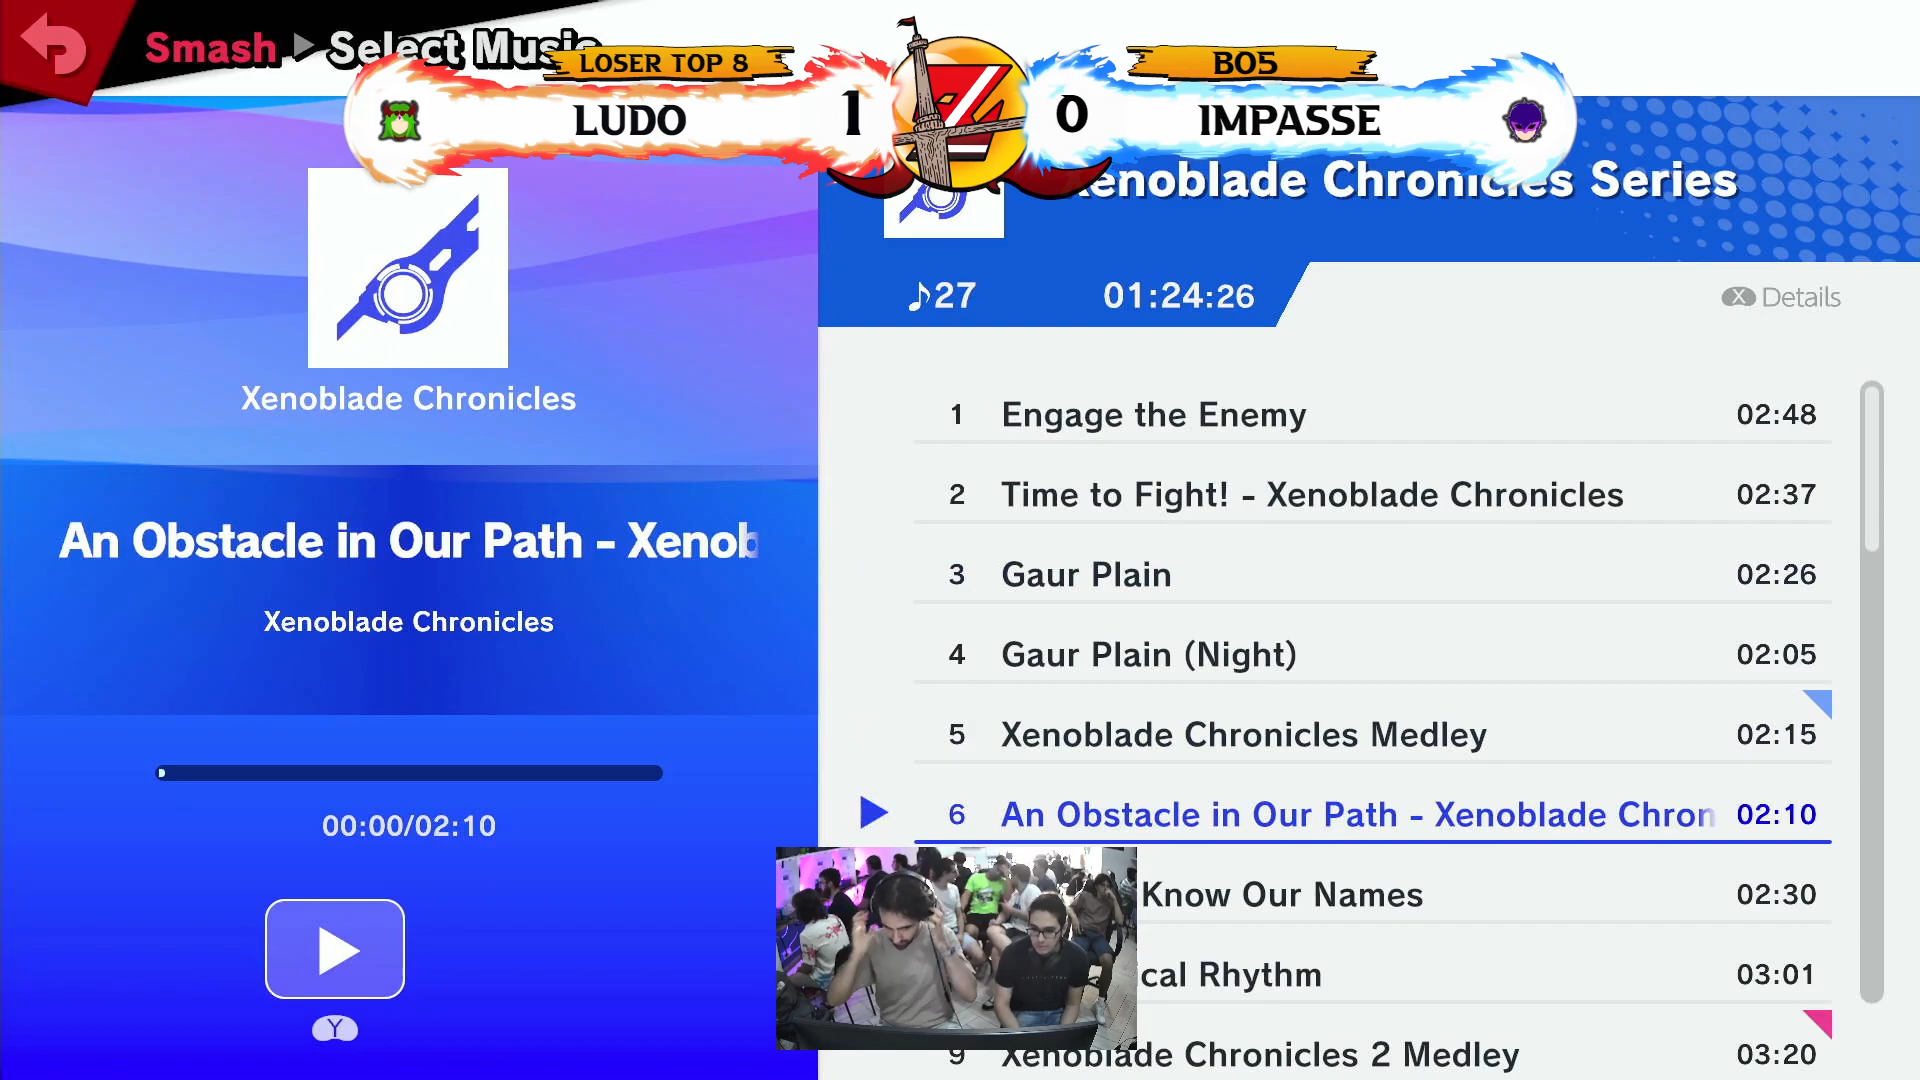 Smash ▶ Select Music
LOSER TOP 8
BO5
LUDO
1
0
IMPASSE
Xenoblade Chronicles Series
♪27
01:24:26
X Details
Xenoblade Chronicles
An Obstacle in Our Path - Xenob
Xenoblade Chronicles
00:00/02:10
Y
1 Engage the Enemy 02:48
2 Time to Fight! - Xenoblade Chronicles 02:37
3 Gaur Plain 02:26
4 Gaur Plain (Night) 02:05
5 Xenoblade Chronicles Medley 02:15
6 An Obstacle in Our Path - Xenoblade Chron 02:10
Know Our Names 02:30
cal Rhythm 03:01
9 Xenoblade Chronicles 2 Medley 03:20